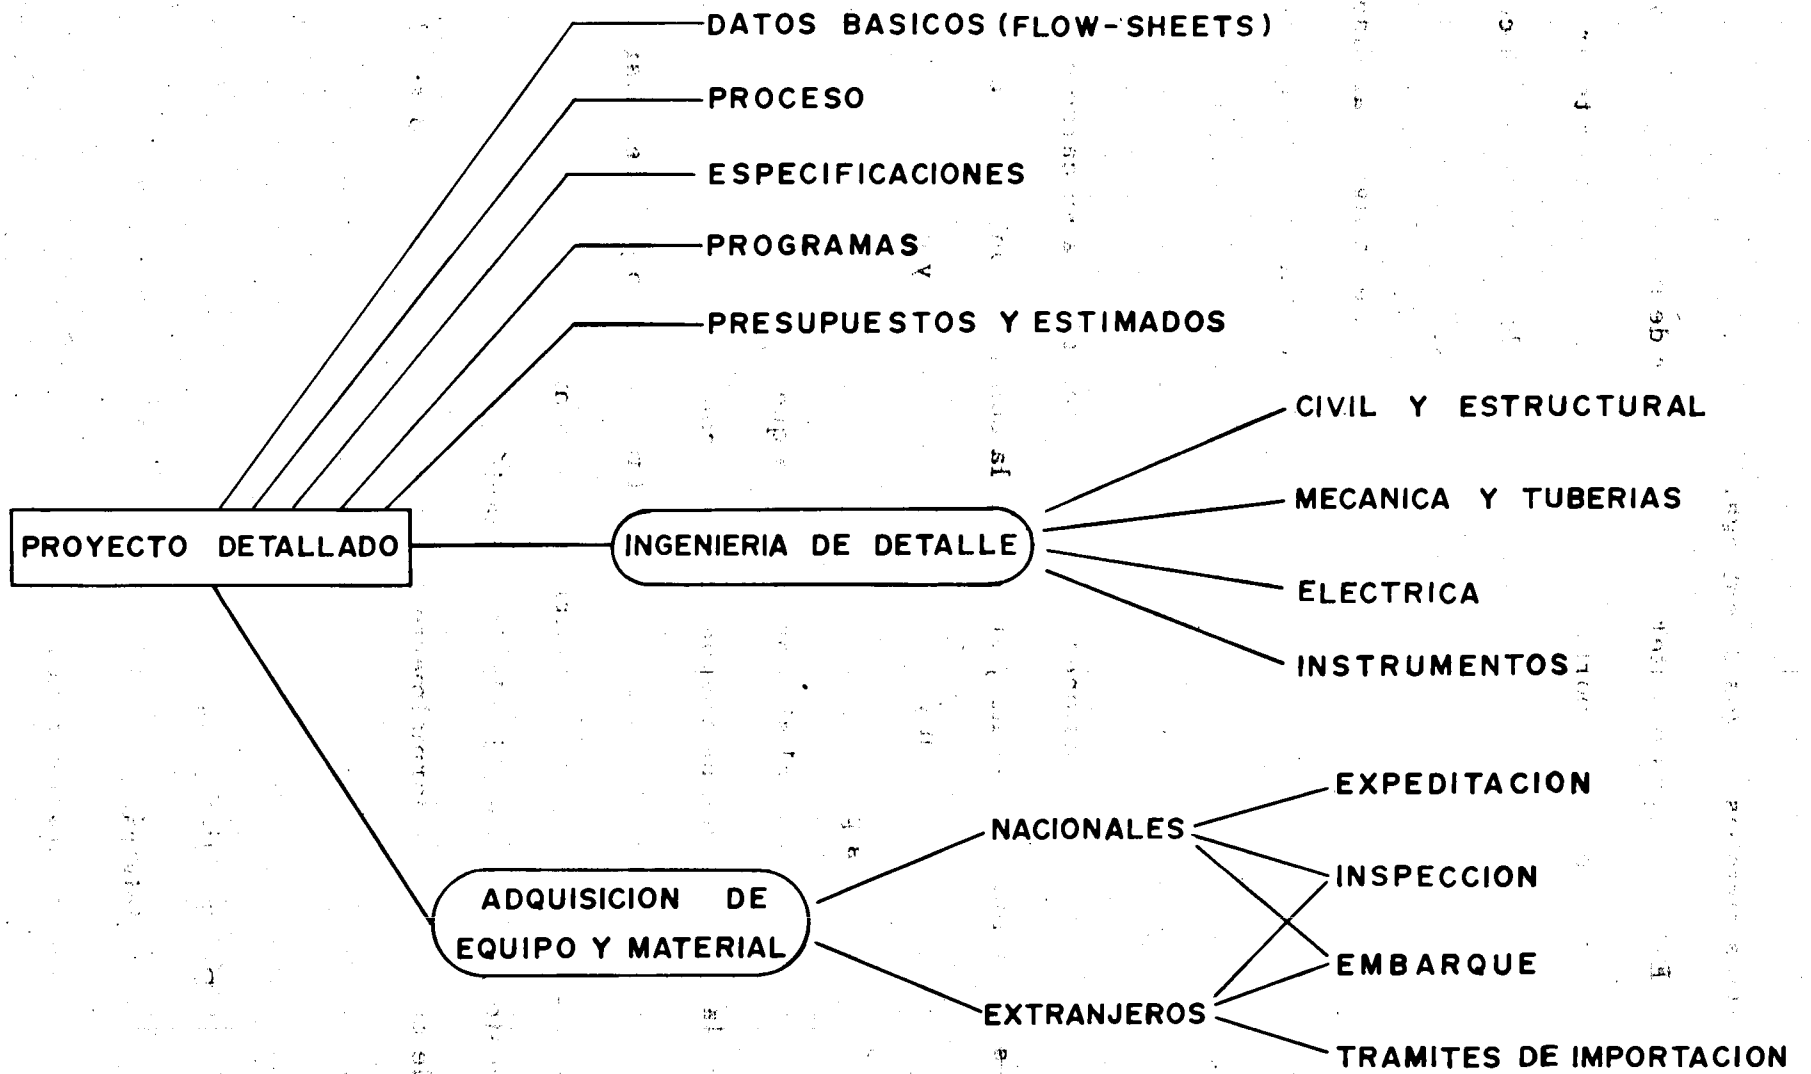 DATOS BASICOS (FLOW-SHEETS)
PROCESO
ESPECIFICACIONES
PROGRAMAS
PRESUPUESTOS Y ESTIMADOS
PROYECTO DETALLADO
INGENIERIA DE DETALLE
CIVIL Y ESTRUCTURAL
MECANICA Y TUBERIAS
ELECTRICA
INSTRUMENTOS
ADQUISICION DE
EQUIPO Y MATERIAL
NACIONALES
EXTRANJEROS
EXPEDITACION
INSPECCION
EMBARQUE
TRAMITES DE IMPORTACION